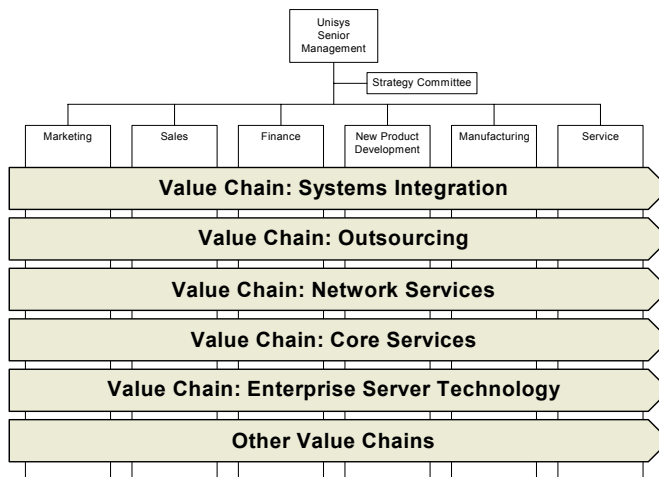 Unisys
Senior
Management
Strategy Committee
Marketing
Sales
Finance
New Product
Development
Manufacturing
Service
Value Chain: Systems Integration
Value Chain: Outsourcing
Value Chain: Network Services
Value Chain: Core Services
Value Chain: Enterprise Server Technology
Other Value Chains